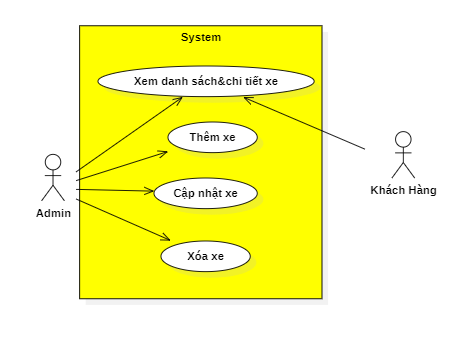 System
Xem danh sách&chi tiết xe
Thêm xe
Cập nhật xe
Xóa xe
Admin
Khách Hàng